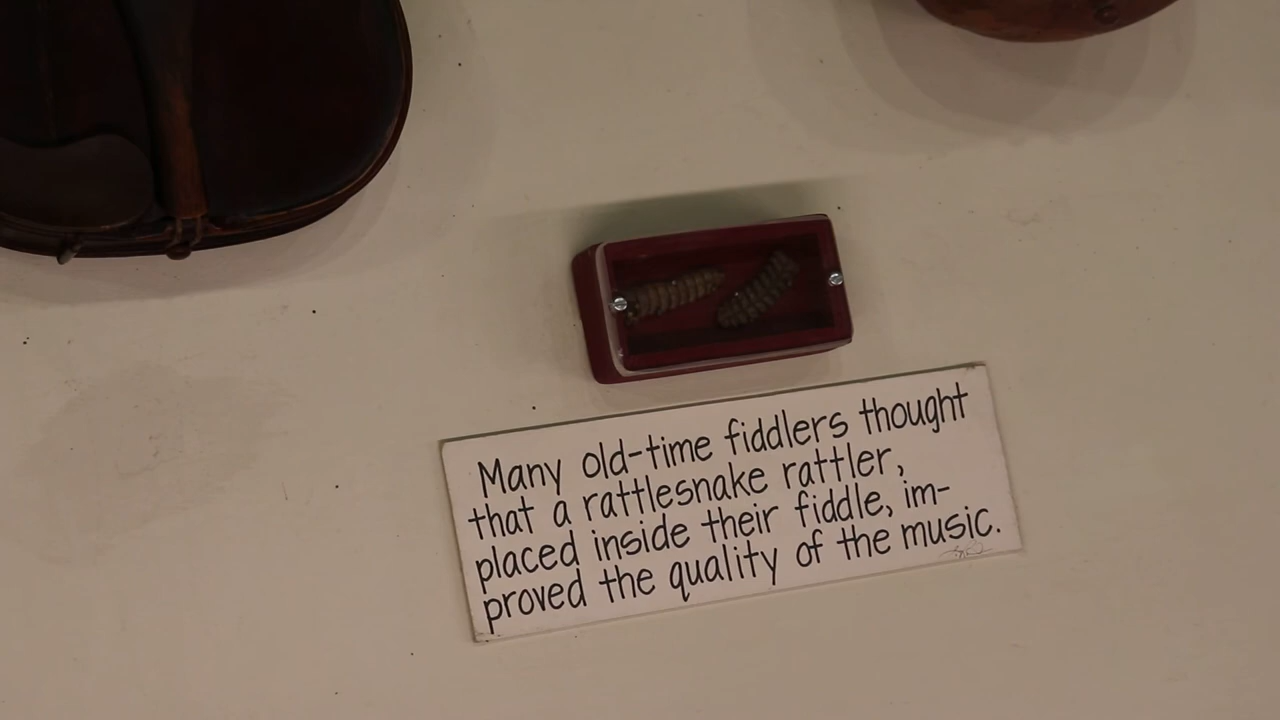 Many old-time fiddlers thought
that a rattlesnake rattler,
placed inside their fiddle, im-
proved the quality of the music.